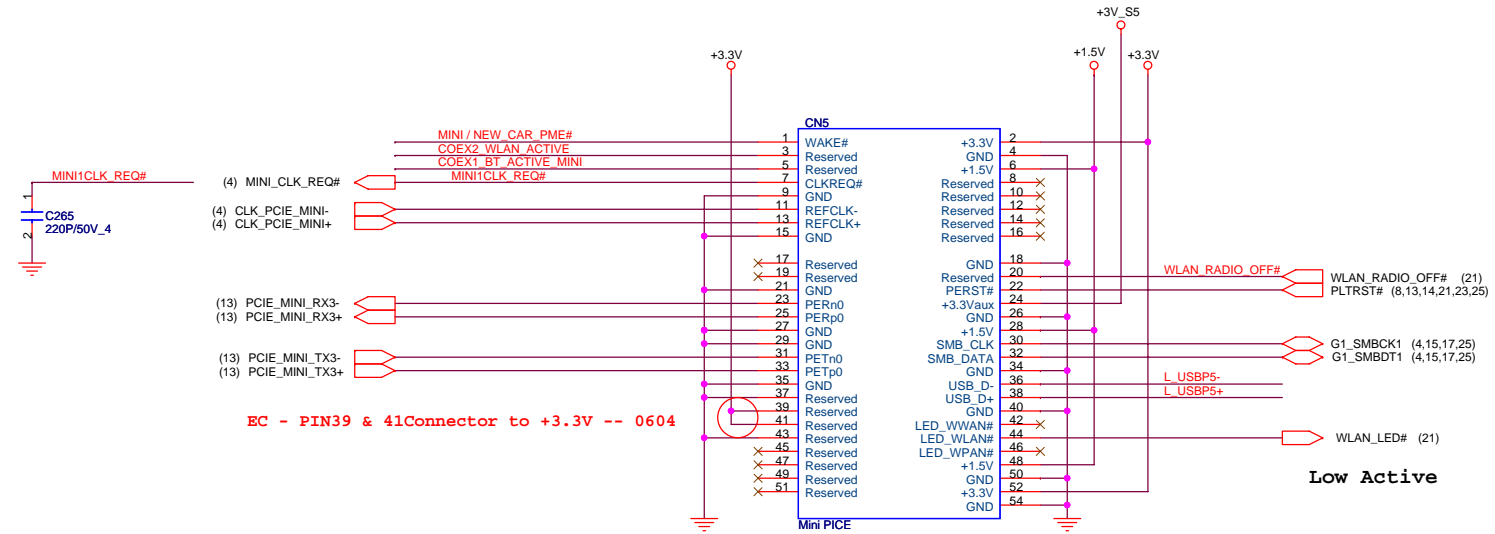 +3V_S5
+3.3V
+1.5V
+3.3V
CN5
MINI / NEW_CAR_PME#
1
WAKE#
+3.3V
2
COEX2_WLAN_ACTIVE
3
Reserved
GND
4
COEX1_BT_ACTIVE_MINI
5
Reserved
+1.5V
6
MINI1CLK_REQ#
(4) MINI_CLK_REQ#
MINI1CLK_REQ#
7
CLKREQ#
Reserved
8
9
GND
Reserved
10
1
C265
220P/50V_4
2
(4) CLK_PCIE_MINI-
11
REFCLK-
Reserved
12
(4) CLK_PCIE_MINI+
13
REFCLK+
Reserved
14
15
GND
Reserved
16
17
Reserved
GND
18
19
Reserved
Reserved
20
WLAN_RADIO_OFF#
WLAN_RADIO_OFF# (21)
21
GND
PERST#
22
PLTRST# (8,13,14,21,23,25)
(13) PCIE_MINI_RX3-
23
PERn0
+3.3Vaux
24
(13) PCIE_MINI_RX3+
25
PERp0
GND
26
27
GND
+1.5V
28
29
GND
SMB_CLK
30
G1_SMBCK1 (4,15,17,25)
(13) PCIE_MINI_TX3-
31
PETn0
SMB_DATA
32
G1_SMBDT1 (4,15,17,25)
(13) PCIE_MINI_TX3+
33
PETp0
GND
34
35
GND
USB_D-
36
L_USBP5-
37
Reserved
USB_D+
38
L_USBP5+
39
Reserved
GND
40
EC - PIN39 & 41Connector to +3.3V -- 0604
41
Reserved
LED_WWAN#
42
43
Reserved
LED_WLAN#
44
WLAN_LED# (21)
45
Reserved
LED_WPAN#
46
47
Reserved
+1.5V
48
49
Reserved
GND
50
Low Active
51
Reserved
+3.3V
52
GND
54
Mini PICE